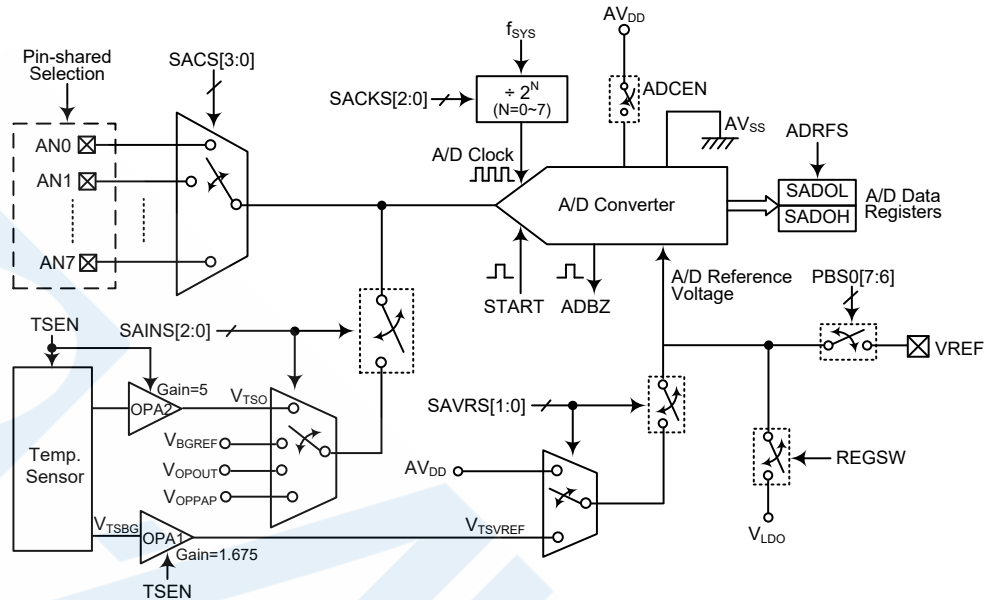 Pin-shared
Selection
SACS[3:0]
AN0
AN1
AN7
SACKS[2:0]
fSYS
÷ 2^N
(N=0~7)
A/D Clock
AVDD
ADCEN
AVSS
A/D Converter
ADRFS
SADOL
SADOH
A/D Data
Registers
START
ADBZ
A/D Reference
Voltage
PBS0[7:6]
VREF
TSEN
SAINS[2:0]
Gain=5
OPA2
VTSO
VBGREF
VOPOUT
VOPPAP
Temp.
Sensor
VTSBG
OPA1
Gain=1.675
TSEN
SAVRS[1:0]
AVDD
VTSVREF
REGSW
VLDO